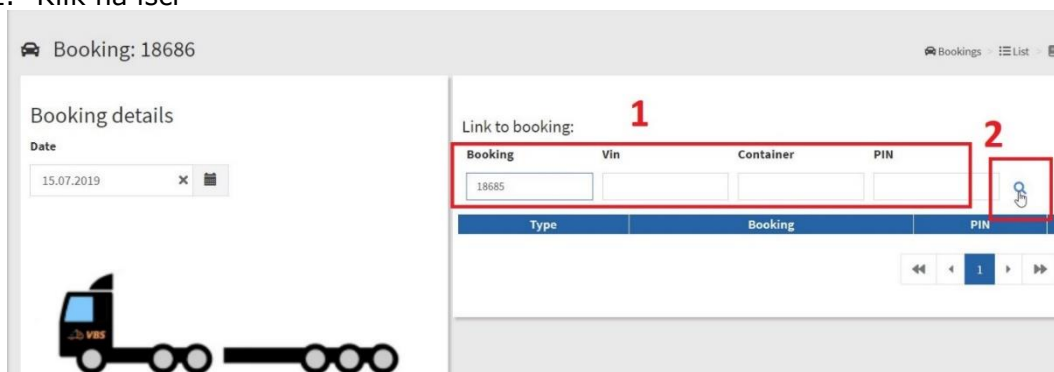 Klik na išči
Booking: 18686
Bookings > List >
Booking details
Date
15.07.2019
VBS
Link to booking:
1
2
Booking Vin Container PIN
18685
Type Booking PIN
1